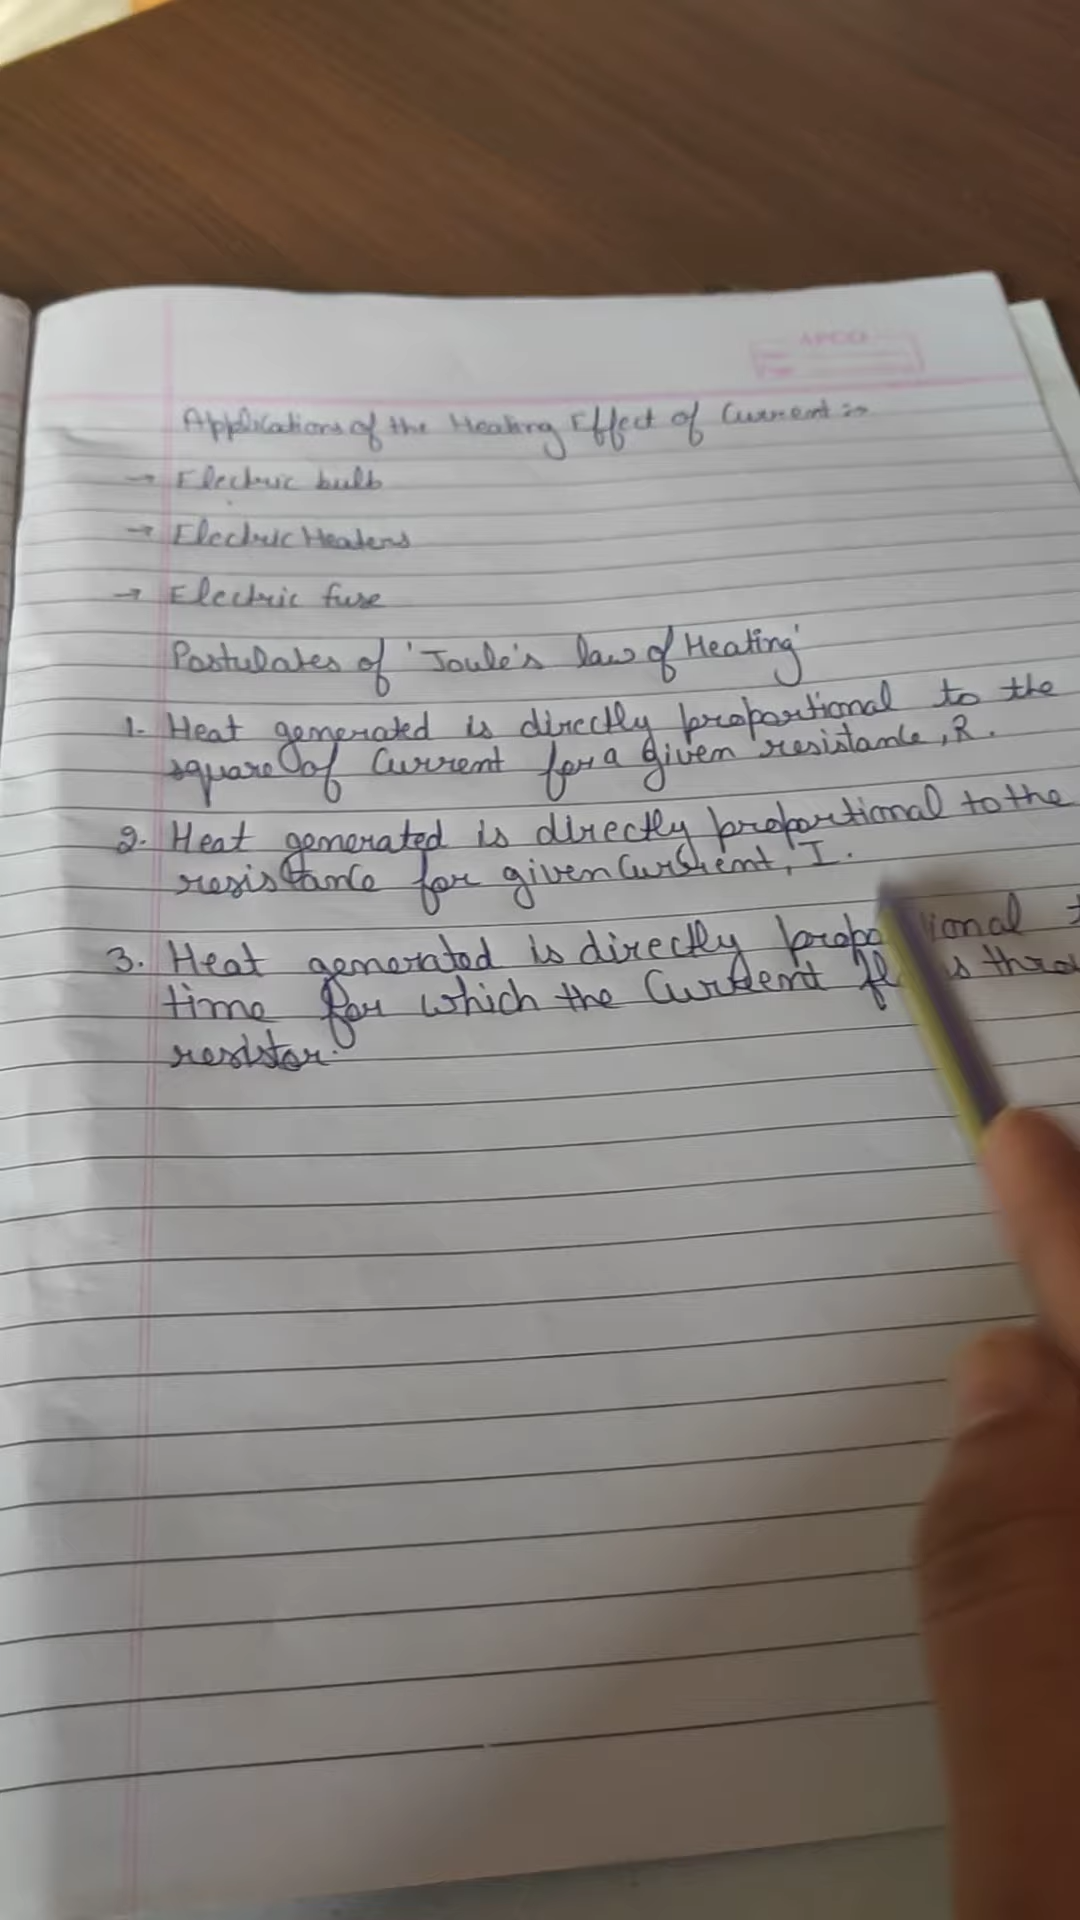 Applications of the Heating Effect of Current :-
→ Electric bulb
→ Electric Heaters
→ Electric fuse
Postulates of 'Joule's law of Heating'
1. Heat generated is directly proportional to the
square of Current for a given resistance, R.
2. Heat generated is directly proportional to the
resistance for given Current, I.
3. Heat generated is directly
time for which the Current
resistor.